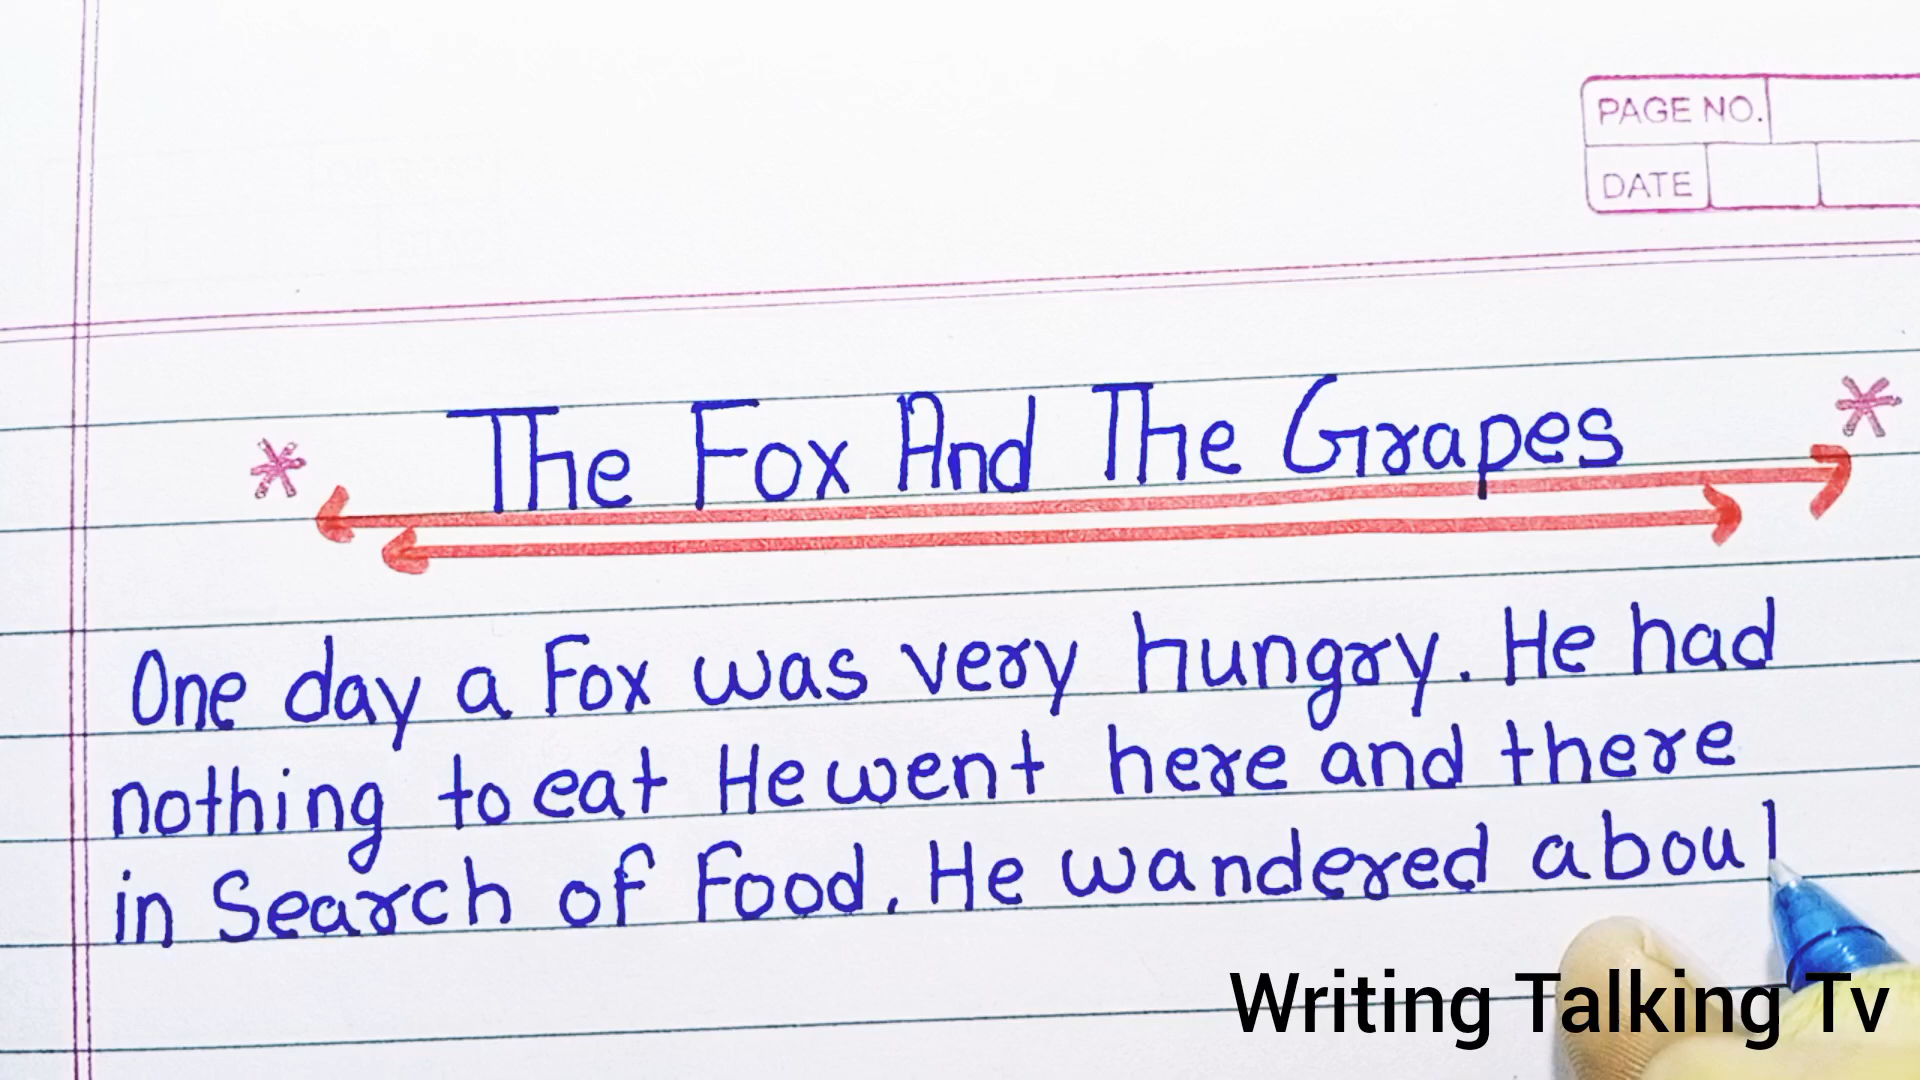 PAGE NO.
DATE
* The Fox And The Grapes *
One day a Fox was very hungry. He had
nothing to eat He went here and there
in Search of Food. He wandered
Writing Talking Tv